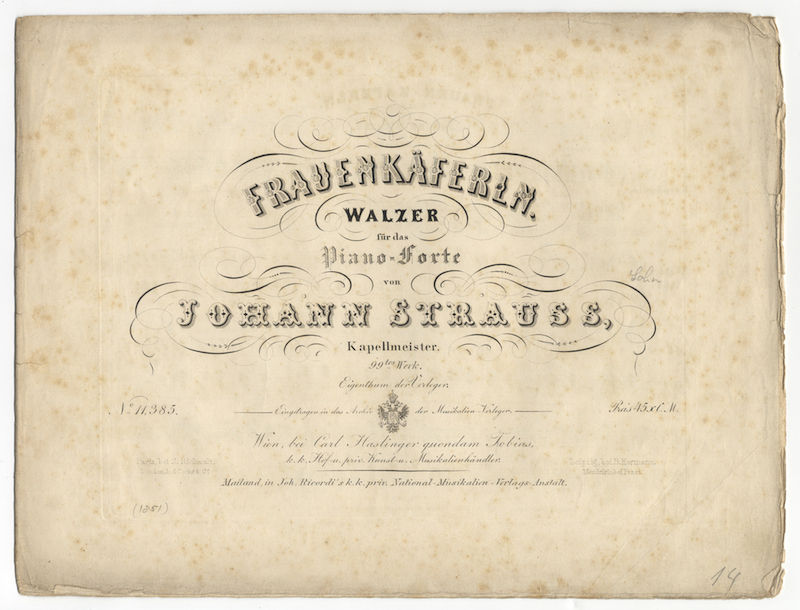 FRAUENKÄFERLN.
WALZER
für das
Piano-Forte
von
Sohn
JOHANN STRAUSS,
Kapellmeister.
99tes Werk.
Eigenthum der Verleger.
No 11,385.
Eingetragen in das Archiv der Musikalien Verleger.
Wien, bei Carl Haslinger quondam Tobias,
k. k. Hof- u. priv. Kunst- u. Musikalienhändler.
Mailand, in Joh. Ricordi's k. k. priv. National-Musikalien-Verlags-Anstalt.
(1851)
14